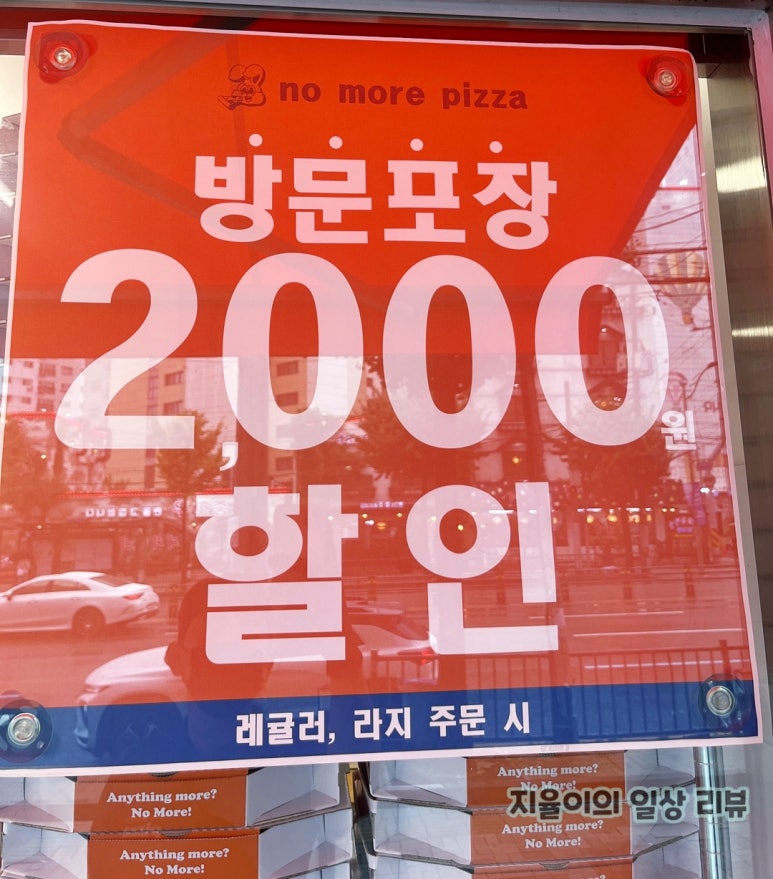 no more pizza
방문포장
2,000원
할인
레귤러, 라지 주문 시
Anything more?
No More!
Anything more?
No More!
Anything more?
No More!
Anything more?
No More!
지율이의 일상 리뷰